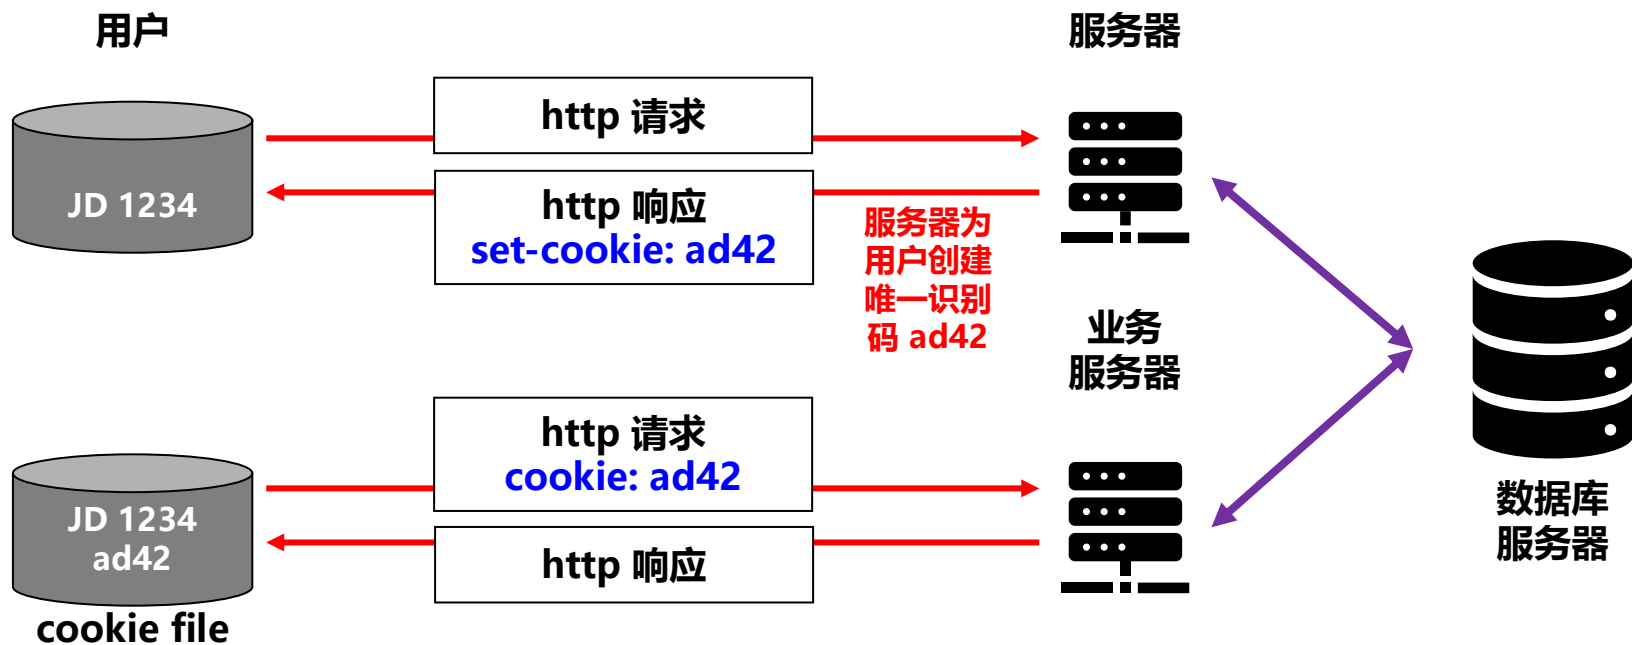 用户
服务器
http 请求
JD 1234
http 响应
set-cookie: ad42
服务器为
用户创建
唯一识别
码 ad42
业务
服务器
http 请求
cookie: ad42
JD 1234
ad42
http 响应
cookie file
数据库
服务器